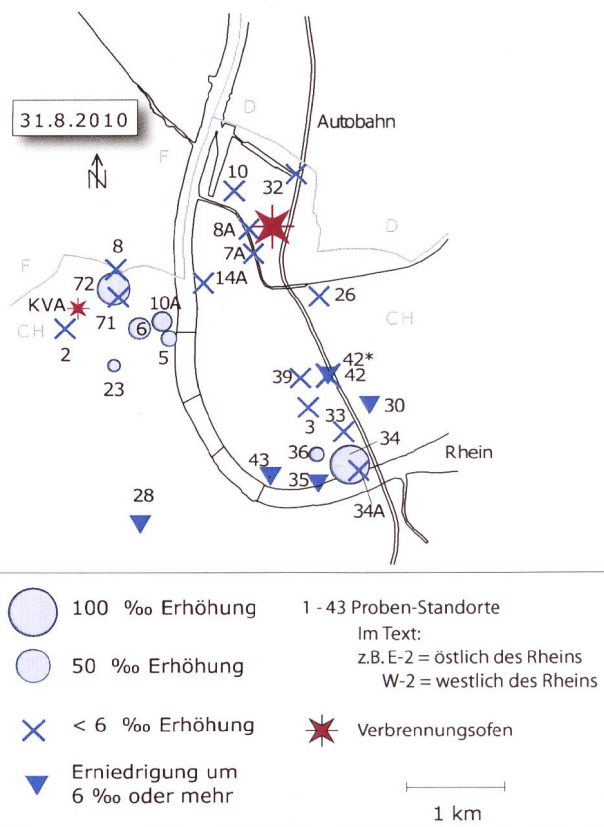 31.8.2010
N
D
Autobahn
F
10
32
8A
D
7A
8
14A
F
72
26
KVA
10A
CH
71
6
CH
2
5
23
42*
39
42
30
3
33
34
36
Rhein
43
35
28
34A
100 ‰ Erhöhung
1 - 43 Proben-Standorte
Im Text:
50 ‰ Erhöhung
z.B. E-2 = östlich des Rheins
W-2 = westlich des Rheins
< 6 ‰ Erhöhung
Verbrennungsofen
Erniedrigung um
6 ‰ oder mehr
1 km